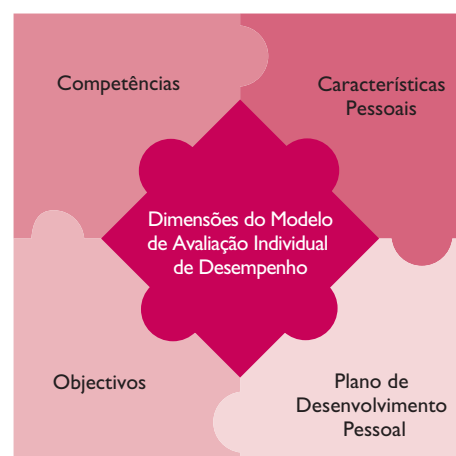 Competências
Características
Pessoais
Dimensões do Modelo
de Avaliação Individual
de Desempenho
Objectivos
Plano de
Desenvolvimento
Pessoal